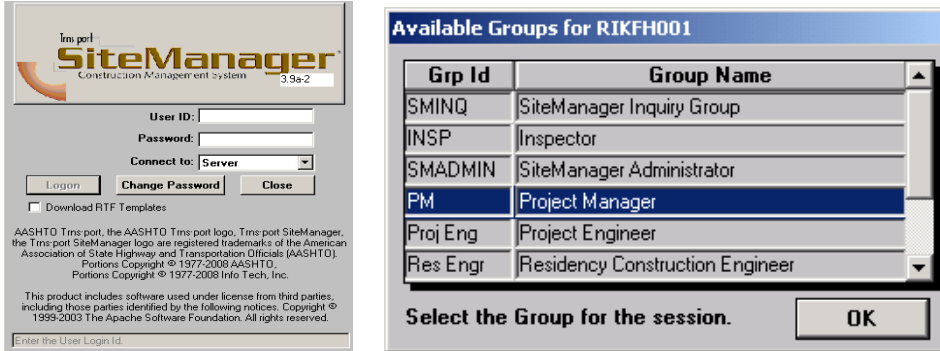 Trns•port
SiteManager
Construction Management System
3.9a-2
User ID:
Password:
Connect to: Server
Logon Change Password Close
Download RTF Templates
AASHTO Trns•port, the AASHTO Trns•port logo, Trns•port SiteManager,
the Trns•port SiteManager logo are registered trademarks of the American
Association of State Highway and Transportation Officials (AASHTO).
Portions Copyright © 1977-2008 AASHTO,
Portions Copyright © 1977-2008 Info Tech, Inc.
This product includes software used under license from third parties,
including those parties identified by the following notices. Copyright ©
1999-2003 The Apache Software Foundation. All rights reserved.
Enter the User Login Id.
Available Groups for RIKFH001
Grp Id Group Name
SMINQ SiteManager Inquiry Group
INSP Inspector
SMADMIN SiteManager Administrator
PM Project Manager
Proj Eng Project Engineer
Res Engr Residency Construction Engineer
Select the Group for the session. OK